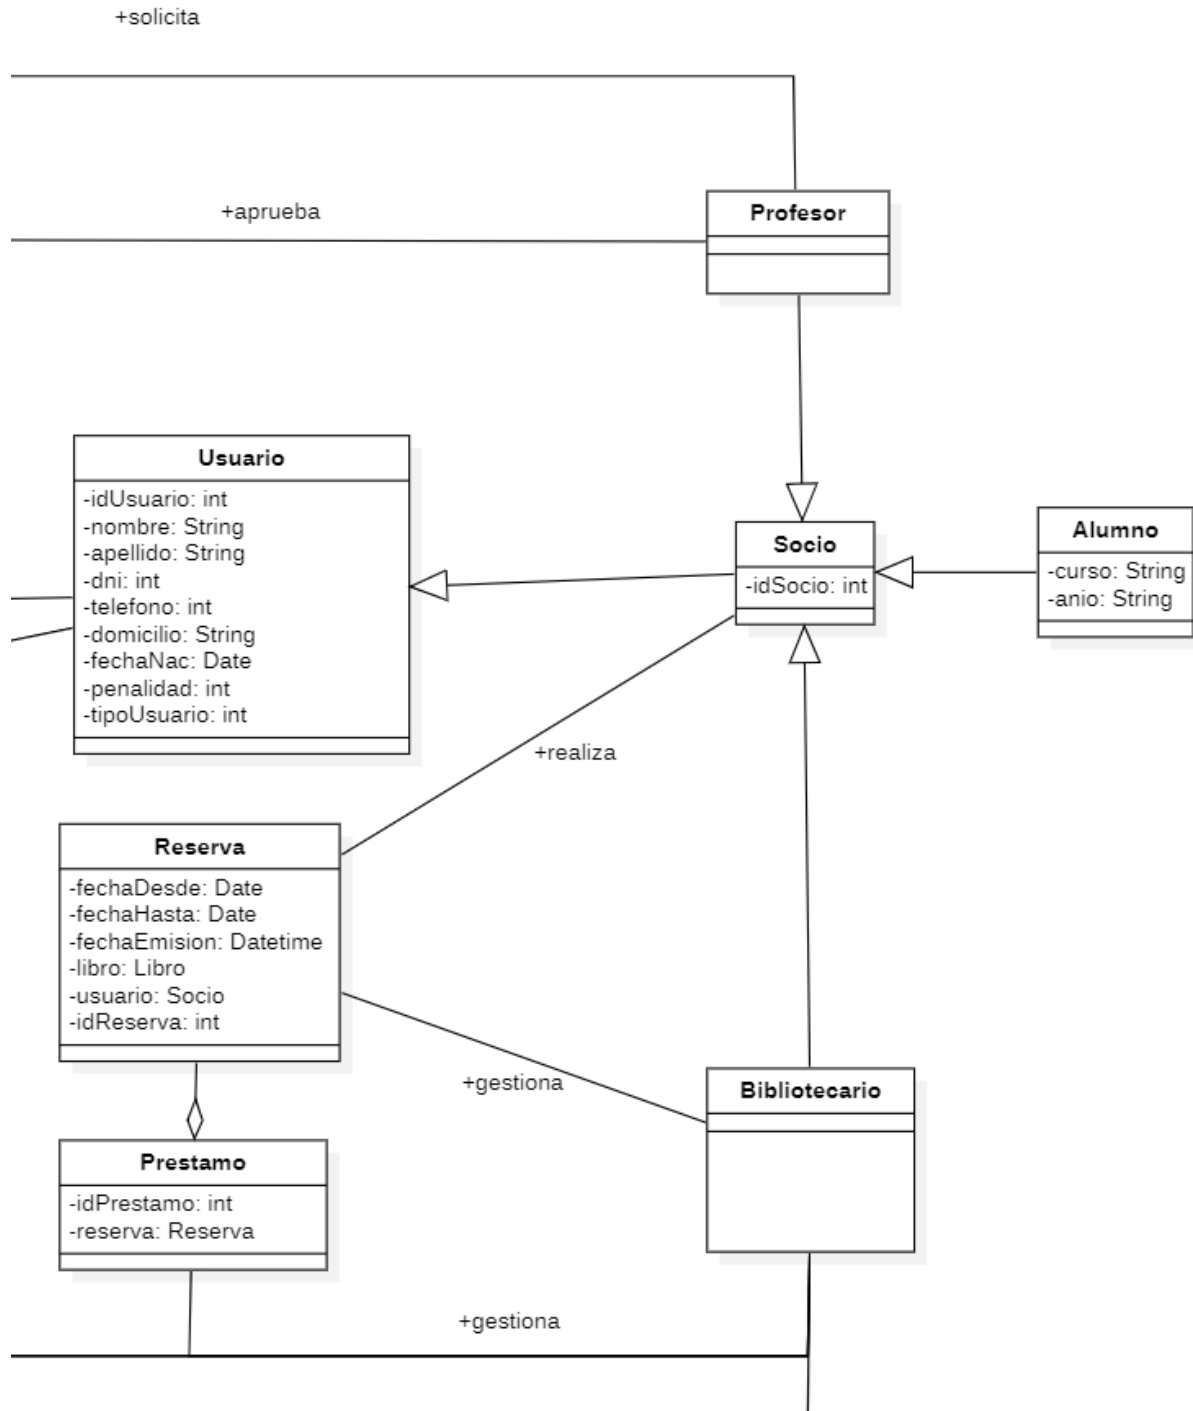 +solicita
+aprueba
Profesor
Usuario
-idUsuario: int
-nombre: String
-apellido: String
-dni: int
-telefono: int
-domicilio: String
-fechaNac: Date
-penalidad: int
-tipoUsuario: int
Socio
-idSocio: int
Alumno
-curso: String
-anio: String
+realiza
Reserva
-fechaDesde: Date
-fechaHasta: Date
-fechaEmision: Datetime
-libro: Libro
-usuario: Socio
-idReserva: int
+gestiona
Bibliotecario
Prestamo
-idPrestamo: int
-reserva: Reserva
+gestiona